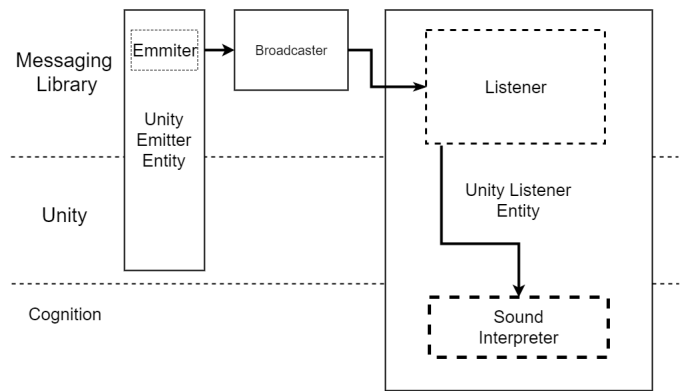 Messaging
Library
Emmiter
Broadcaster
Listener
Unity
Emitter
Entity
Unity
Unity Listener
Entity
Cognition
Sound
Interpreter